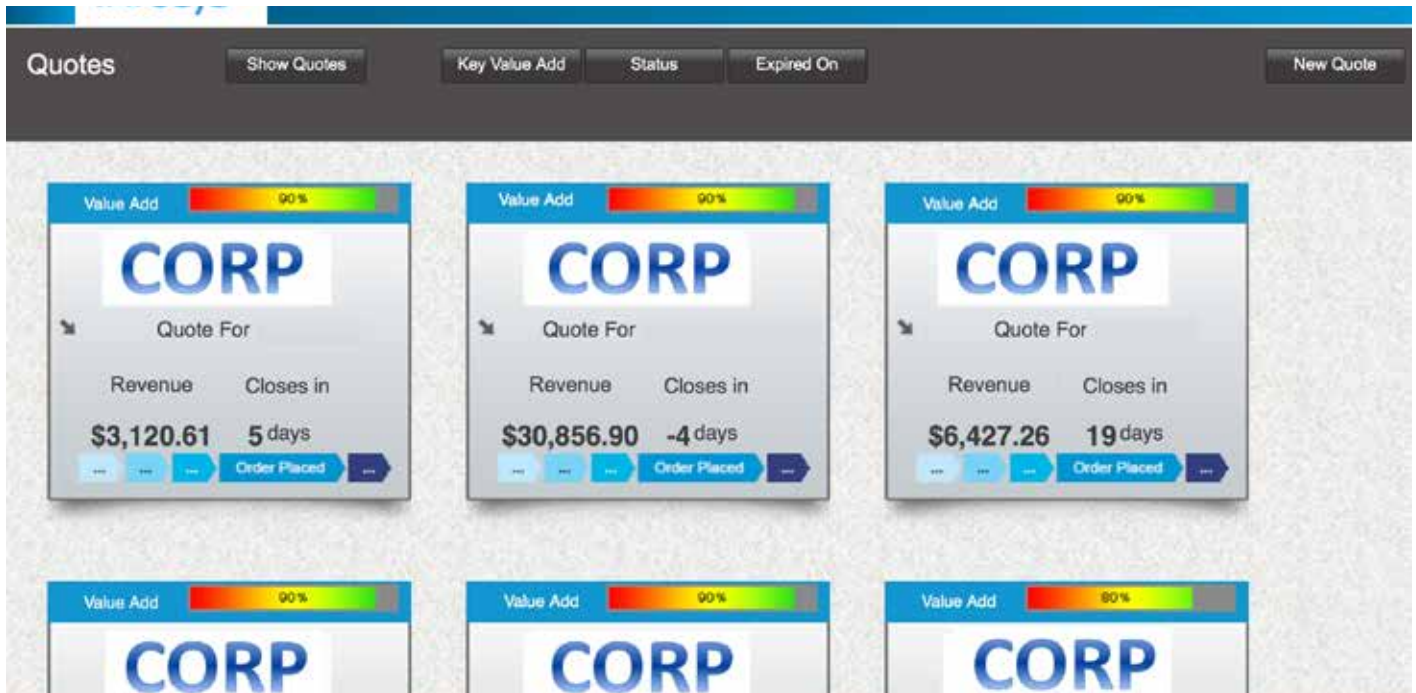 Quotes Show Quotes Key Value Add Status Expired On New Quote
Value Add 90% Value Add 90% Value Add 90%
CORP CORP CORP
Quote For Quote For Quote For
Revenue Closes in Revenue Closes in Revenue Closes in
$3,120.61 5 days $30,856.90 -4 days $6,427.26 19 days
... ... ... Order Placed ... ... ... ... Order Placed ... ... ... ... Order Placed ...
Value Add 90% Value Add 90% Value Add 80%
CORP CORP CORP